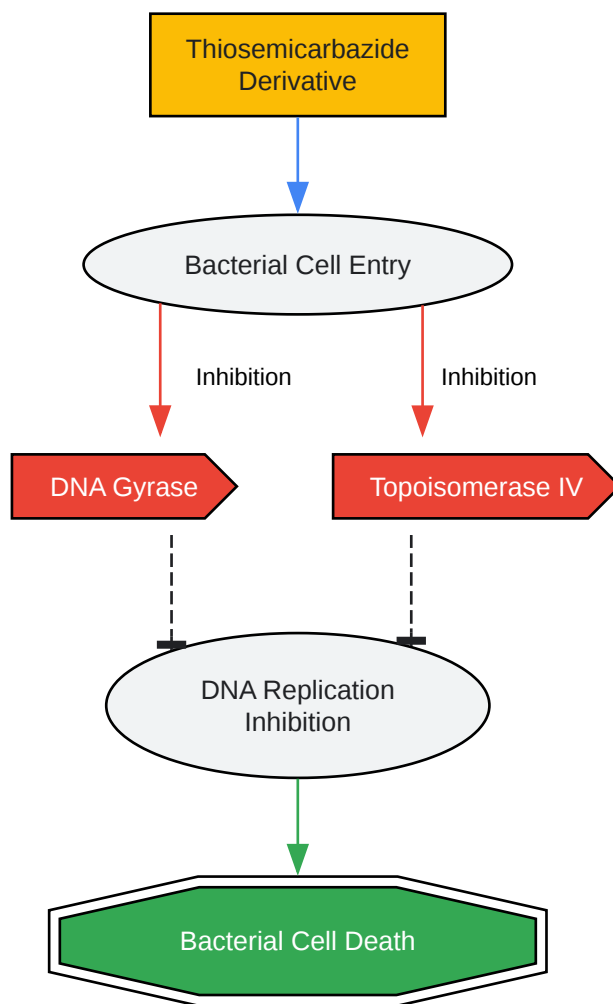 Thiosemicarbazide
Derivative
Bacterial Cell Entry
Inhibition
Inhibition
DNA Gyrase
Topoisomerase IV
DNA Replication
Inhibition
Bacterial Cell Death